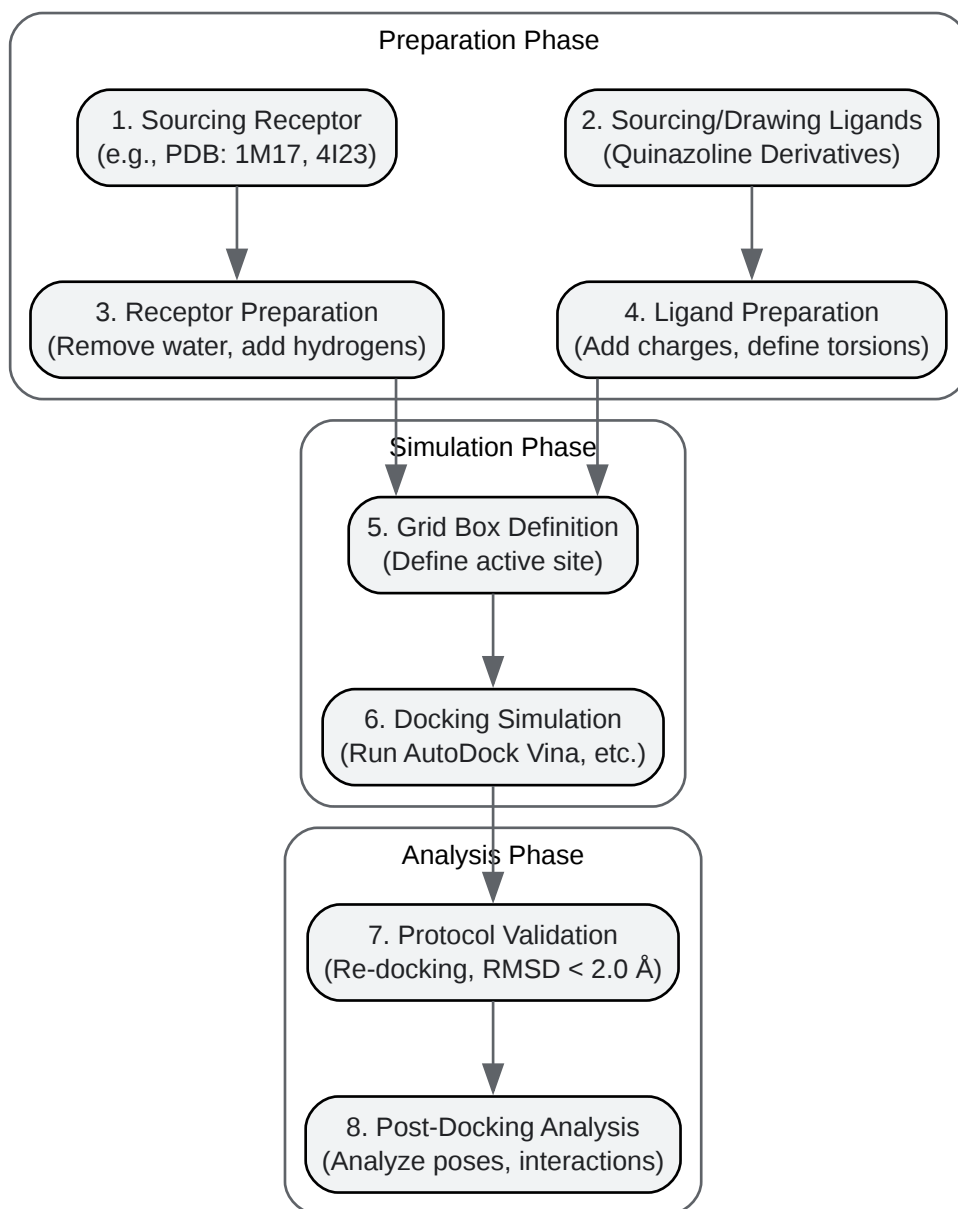 Preparation Phase
1. Sourcing Receptor
(e.g., PDB: 1M17, 4I23)
2. Sourcing/Drawing Ligands
(Quinazoline Derivatives)
3. Receptor Preparation
(Remove water, add hydrogens)
4. Ligand Preparation
(Add charges, define torsions)
Simulation Phase
5. Grid Box Definition
(Define active site)
6. Docking Simulation
(Run AutoDock Vina, etc.)
Analysis Phase
7. Protocol Validation
(Re-docking, RMSD < 2.0 Å)
8. Post-Docking Analysis
(Analyze poses, interactions)